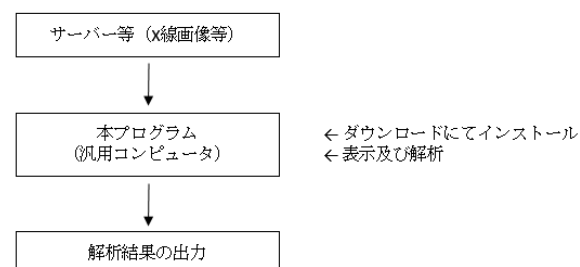 サーバー等（X線画像等）
本プログラム
（汎用コンピュータ）
← ダウンロードにてインストール
← 表示及び解析
解析結果の出力